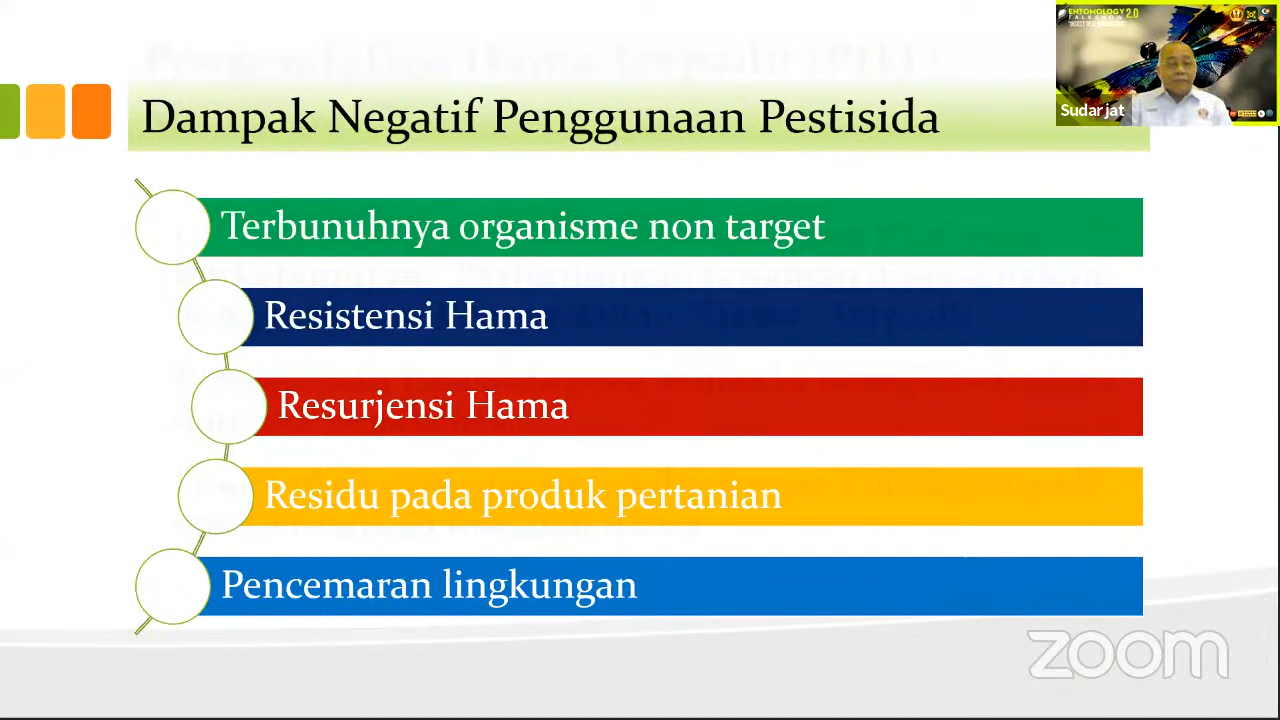 Dampak Negatif Penggunaan Pestisida
Terbunuhnya organisme non target
Resistensi Hama
Resurjensi Hama
Residu pada produk pertanian
Pencemaran lingkungan
ENTOMOLOGY
TALKSHOW 2.0
Sudarjat
zoom